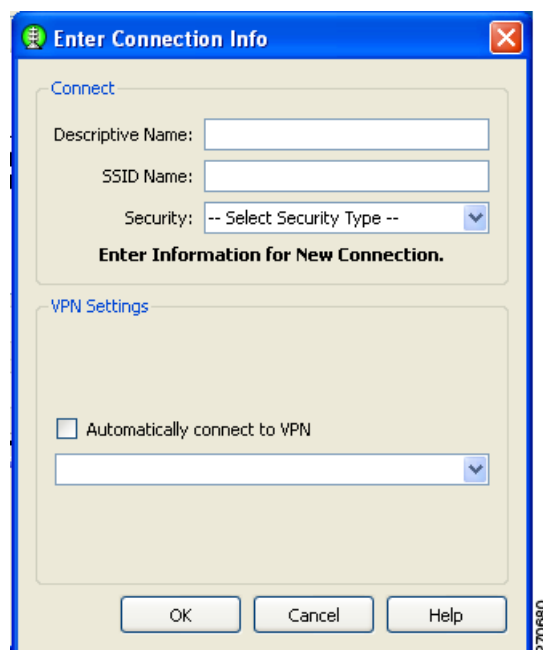 Enter Connection Info
Connect
Descriptive Name:
SSID Name:
Security: -- Select Security Type --
Enter Information for New Connection.
VPN Settings
Automatically connect to VPN
OK Cancel Help
270680